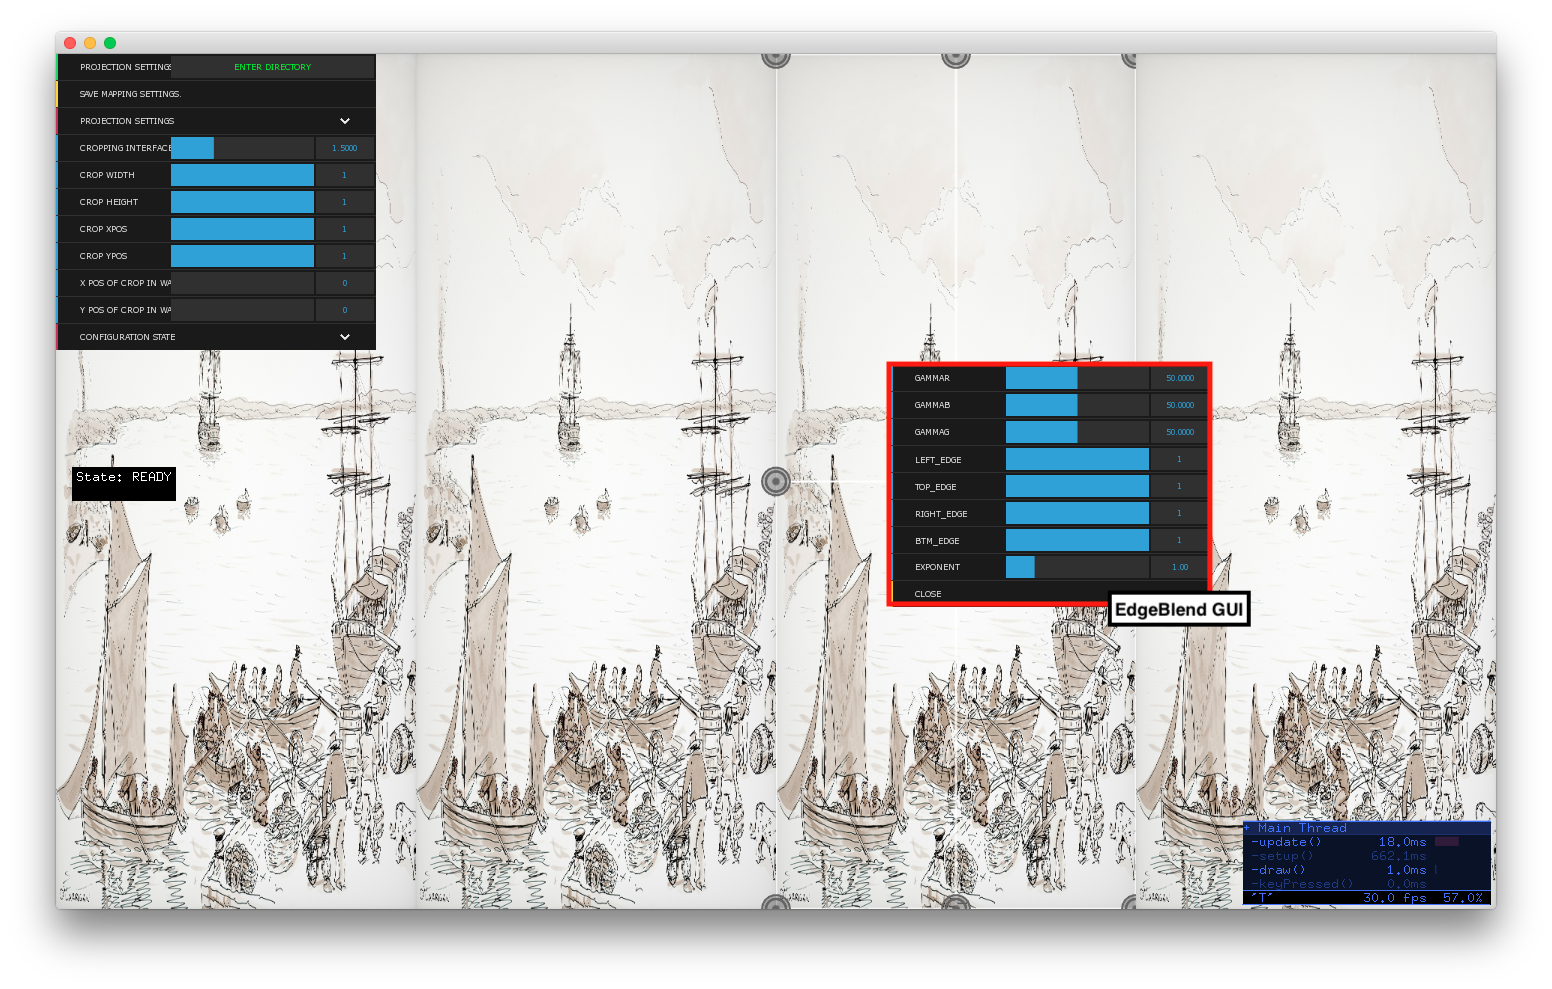 PROJECTION SETTINGS ENTER DIRECTORY
SAVE MAPPING SETTINGS.
PROJECTION SETTINGS
CROPPING INTERFACE 1.5000
CROP WIDTH 1
CROP HEIGHT 1
CROP XPOS 1
CROP YPOS 1
X POS OF CROP IN WA 0
Y POS OF CROP IN WA 0
CONFIGURATION STATE
State: READY
GAMMAR 50.0000
GAMMAB 50.0000
GAMMAG 50.0000
LEFT_EDGE 1
TOP_EDGE 1
RIGHT_EDGE 1
BTM_EDGE 1
EXPONENT 1.00
CLOSE
EdgeBlend GUI
+ Main Thread
-update() 18.0ms
-setup() 662.1ms
-draw() 1.0ms
-keyPressed() 0.0ms
"T" 30.0 fps 57.0%